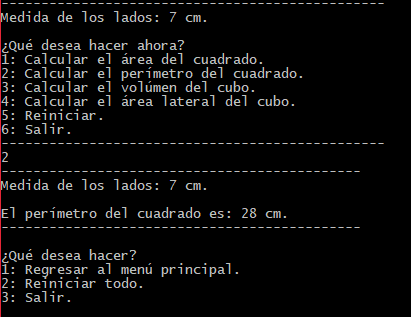 ------------------------------------------------
Medida de los lados: 7 cm.
¿Qué desea hacer ahora?
1: Calcular el área del cuadrado.
2: Calcular el perímetro del cuadrado.
3: Calcular el volúmen del cubo.
4: Calcular el área lateral del cubo.
5: Reiniciar.
6: Salir.
------------------------------------------------
2
---------------------------------------------
Medida de los lados: 7 cm.
El perímetro del cuadrado es: 28 cm.
---------------------------------------------
¿Qué desea hacer?
1: Regresar al menú principal.
2: Reiniciar todo.
3: Salir.